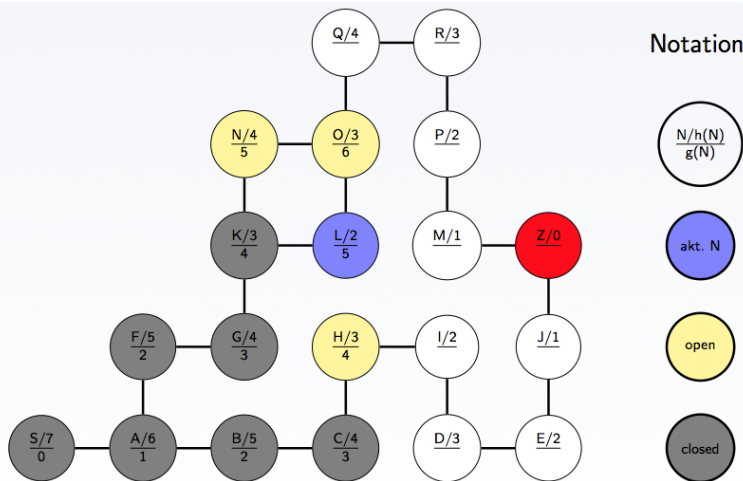 Q/4
R/3
Notation
N/4
5
O/3
6
P/2
N/h(N)
g(N)
K/3
4
L/2
5
M/1
Z/0
akt. N
F/5
2
G/4
3
H/3
4
I/2
J/1
open
S/7
0
A/6
1
B/5
2
C/4
3
D/3
E/2
closed